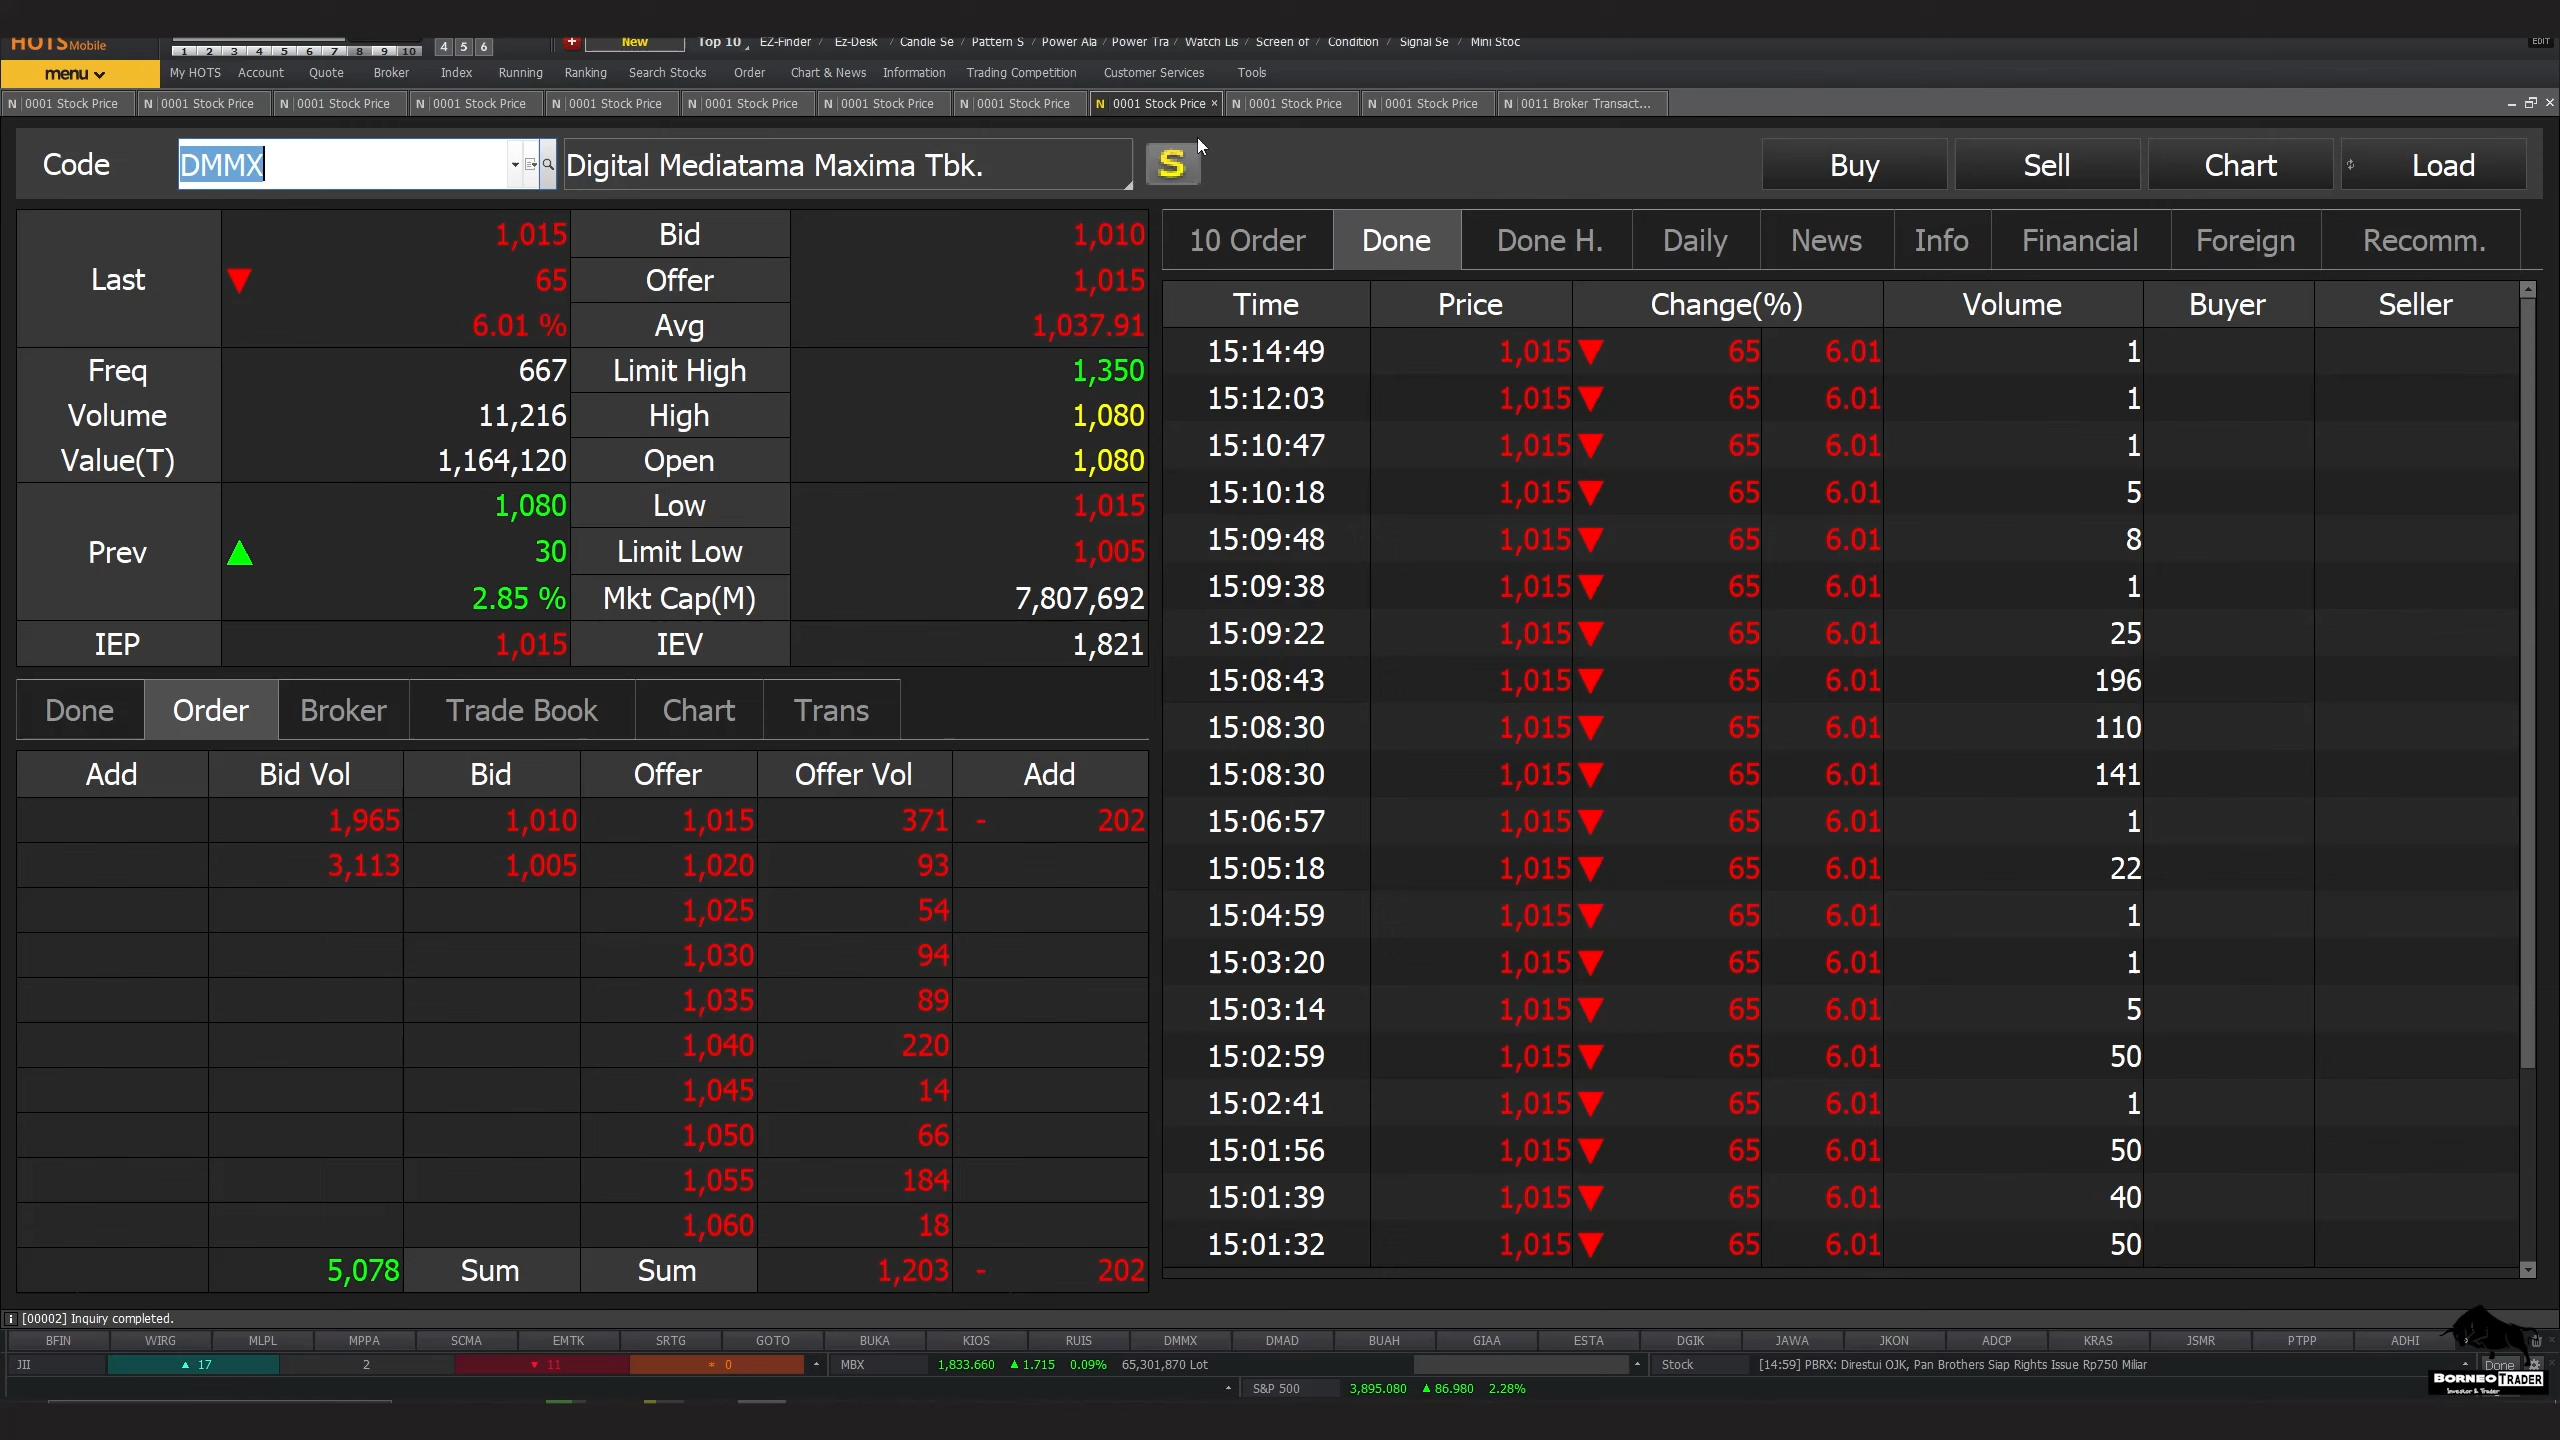 HOTS Mobile
1 2 3 4 5 6 7 8 9 10 4 5 6 New Top 10 EZ-Finder Ez-Desk Candle Se Pattern S Power Ala Power Tra Watch Lis Screen of Condition Signal Se Mini Stoc EDIT
menu My HOTS Account Quote Broker Index Running Ranking Search Stocks Order Chart & News Information Trading Competition Customer Services Tools
N 0001 Stock Price N 0001 Stock Price N 0001 Stock Price N 0001 Stock Price N 0001 Stock Price N 0001 Stock Price N 0001 Stock Price N 0001 Stock Price N 0001 Stock Price × N 0001 Stock Price N 0001 Stock Price N 0011 Broker Transact...
Code DMMX Digital Mediatama Maxima Tbk. S Buy Sell Chart Load
Last ▼ 1,015 65 6.01 %
Bid 1,010
Offer 1,015
Avg 1,037.91
Freq 667 Limit High 1,350
Volume 11,216 High 1,080
Value(T) 1,164,120 Open 1,080
Prev ▲ 1,080 30 2.85 %
Low 1,015
Limit Low 1,005
Mkt Cap(M) 7,807,692
IEP 1,015 IEV 1,821
Done Order Broker Trade Book Chart Trans
Add Bid Vol Bid Offer Offer Vol Add
1,965 1,010 1,015 371 - 202
3,113 1,005 1,020 93
1,025 54
1,030 94
1,035 89
1,040 220
1,045 14
1,050 66
1,055 184
1,060 18
5,078 Sum Sum 1,203 - 202
10 Order Done Done H. Daily News Info Financial Foreign Recomm.
Time Price Change(%) Volume Buyer Seller
15:14:49 1,015 ▼ 65 6.01 1
15:12:03 1,015 ▼ 65 6.01 1
15:10:47 1,015 ▼ 65 6.01 1
15:10:18 1,015 ▼ 65 6.01 5
15:09:48 1,015 ▼ 65 6.01 8
15:09:38 1,015 ▼ 65 6.01 1
15:09:22 1,015 ▼ 65 6.01 25
15:08:43 1,015 ▼ 65 6.01 196
15:08:30 1,015 ▼ 65 6.01 110
15:08:30 1,015 ▼ 65 6.01 141
15:06:57 1,015 ▼ 65 6.01 1
15:05:18 1,015 ▼ 65 6.01 22
15:04:59 1,015 ▼ 65 6.01 1
15:03:20 1,015 ▼ 65 6.01 1
15:03:14 1,015 ▼ 65 6.01 5
15:02:59 1,015 ▼ 65 6.01 50
15:02:41 1,015 ▼ 65 6.01 1
15:01:56 1,015 ▼ 65 6.01 50
15:01:39 1,015 ▼ 65 6.01 40
15:01:32 1,015 ▼ 65 6.01 50
[00002] Inquiry completed.
BFIN WIRG MLPL MPPA SCMA EMTK SRTG GOTO BUKA KIOS RUIS DMMX DMAD BUAH GIAA ESTA DGIK JAWA JKON ADCP KRAS JSMR PTPP ADHI
JII ▲ 17 2 ▼ 11 * 0 MBX 1,833.660 ▲ 1.715 0.09% 65,301,870 Lot Stock [14:59] PBRX: Direstui OJK, Pan Brothers Siap Rights Issue Rp750 Miliar Done
S&P 500 3,895.080 ▲ 86.980 2.28%
BORNEO TRADER
Investor & Trader